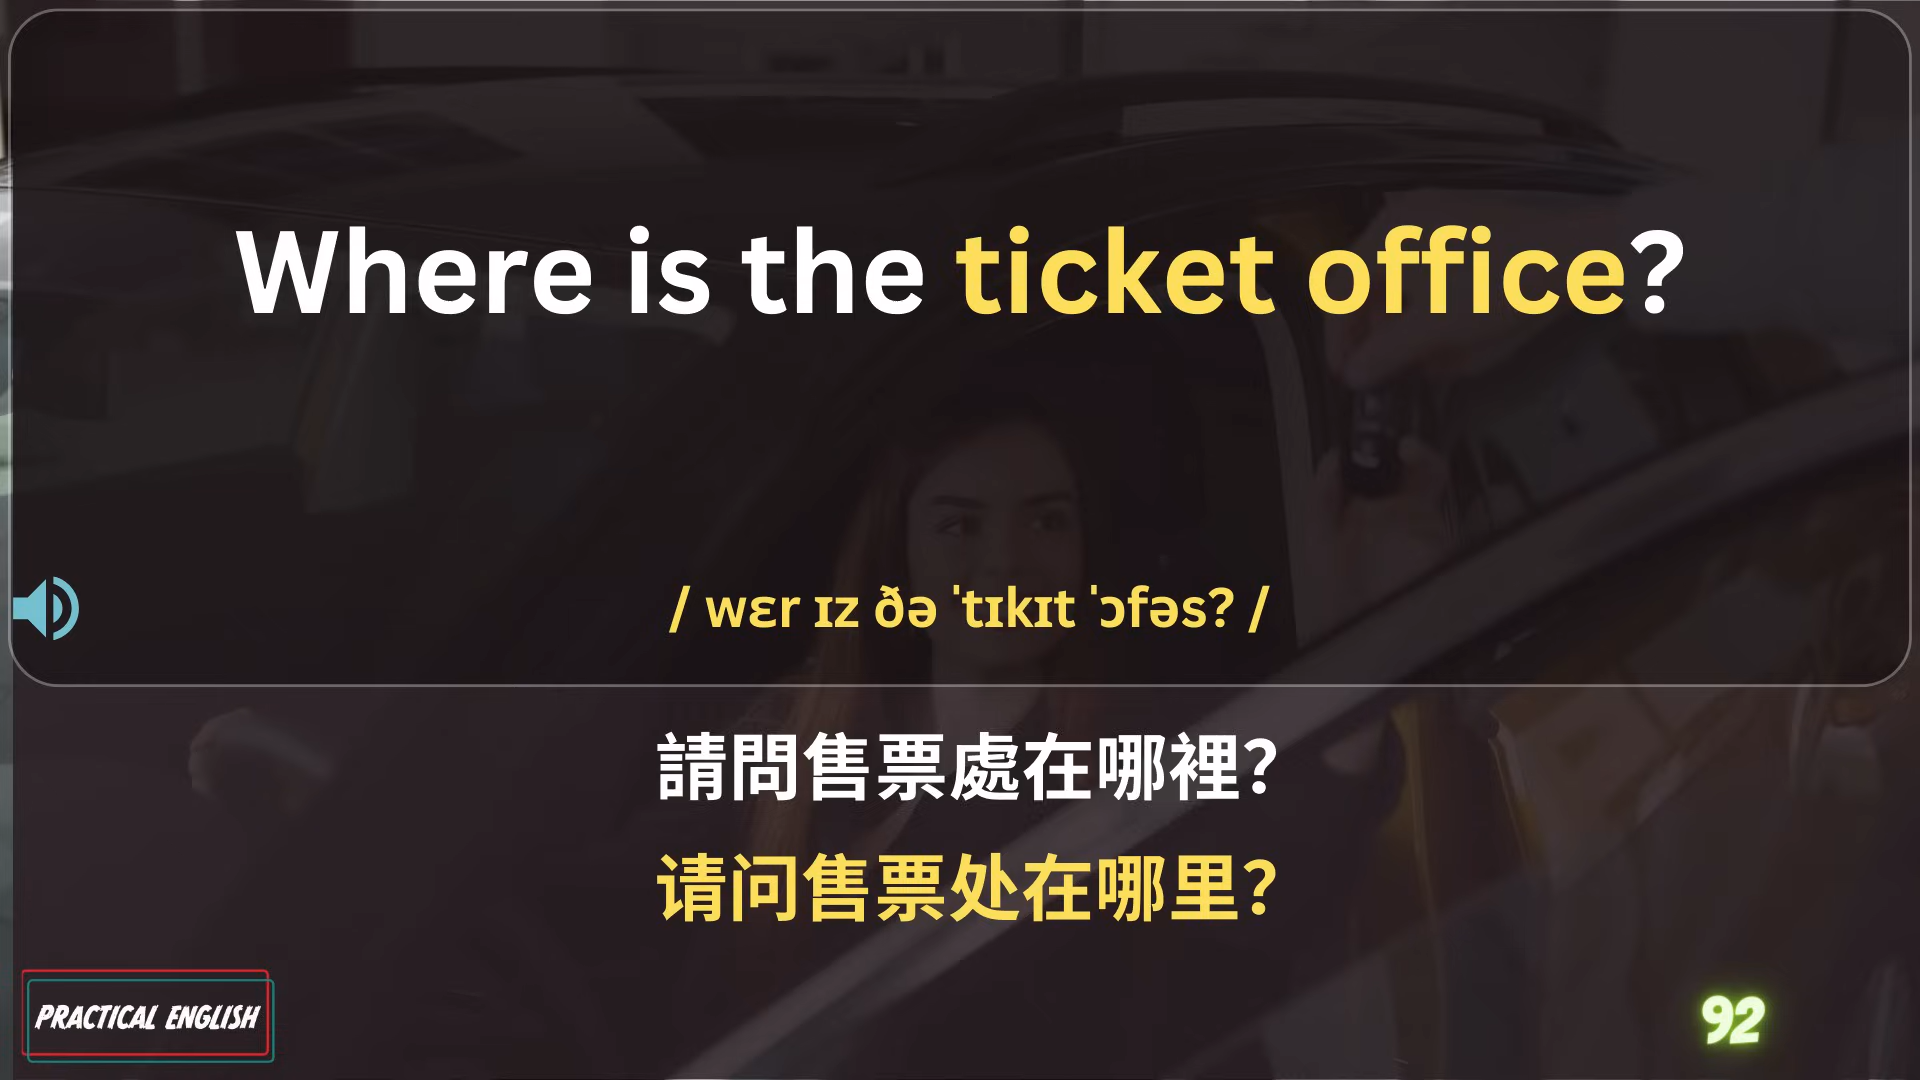 Where is the ticket office?
/ wɛr ɪz ðə ˈtɪkɪt ˈɔfəs? /
請問售票處在哪裡?
请问售票处在哪里?
PRACTICAL ENGLISH
92